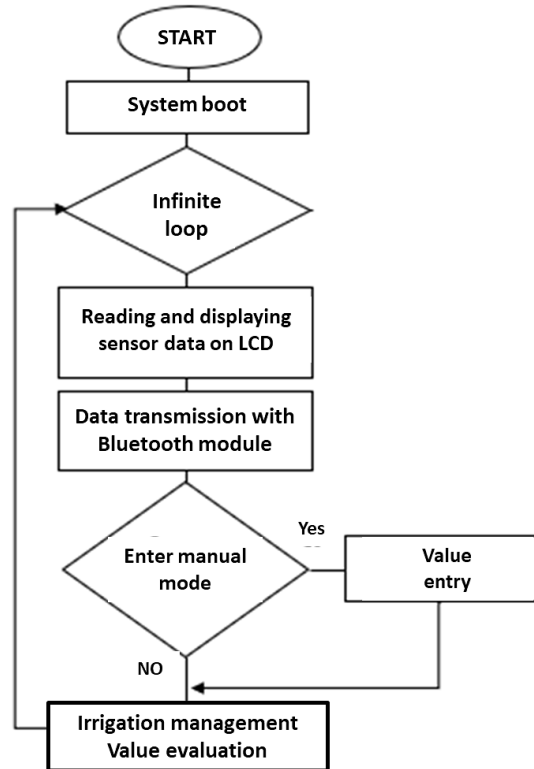 START
System boot
Infinite
loop
Reading and displaying
sensor data on LCD
Data transmission with
Bluetooth module
Yes
Enter manual
mode
Value
entry
NO
Irrigation management
Value evaluation